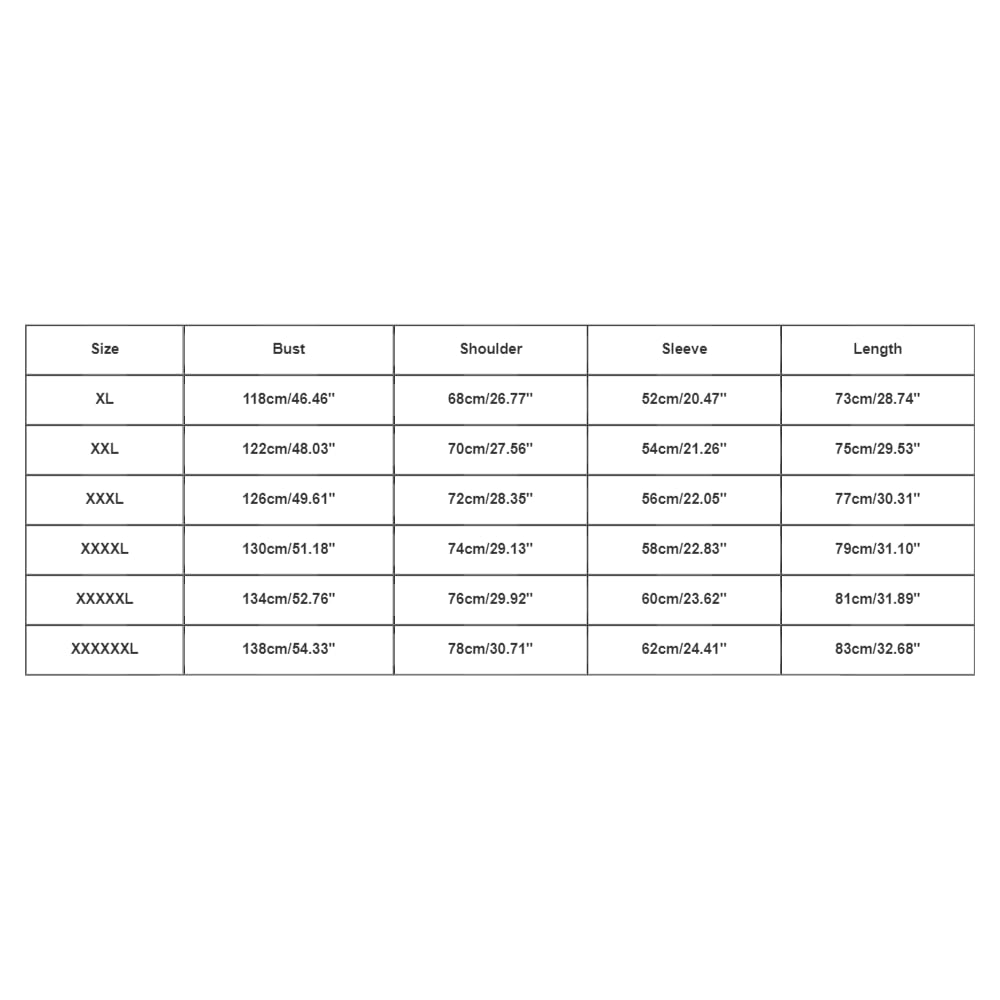 Size Bust Shoulder Sleeve Length
XL 118cm/46.46" 68cm/26.77" 52cm/20.47" 73cm/28.74"
XXL 122cm/48.03" 70cm/27.56" 54cm/21.26" 75cm/29.53"
XXXL 126cm/49.61" 72cm/28.35" 56cm/22.05" 77cm/30.31"
XXXXL 130cm/51.18" 74cm/29.13" 58cm/22.83" 79cm/31.10"
XXXXXL 134cm/52.76" 76cm/29.92" 60cm/23.62" 81cm/31.89"
XXXXXXL 138cm/54.33" 78cm/30.71" 62cm/24.41" 83cm/32.68"